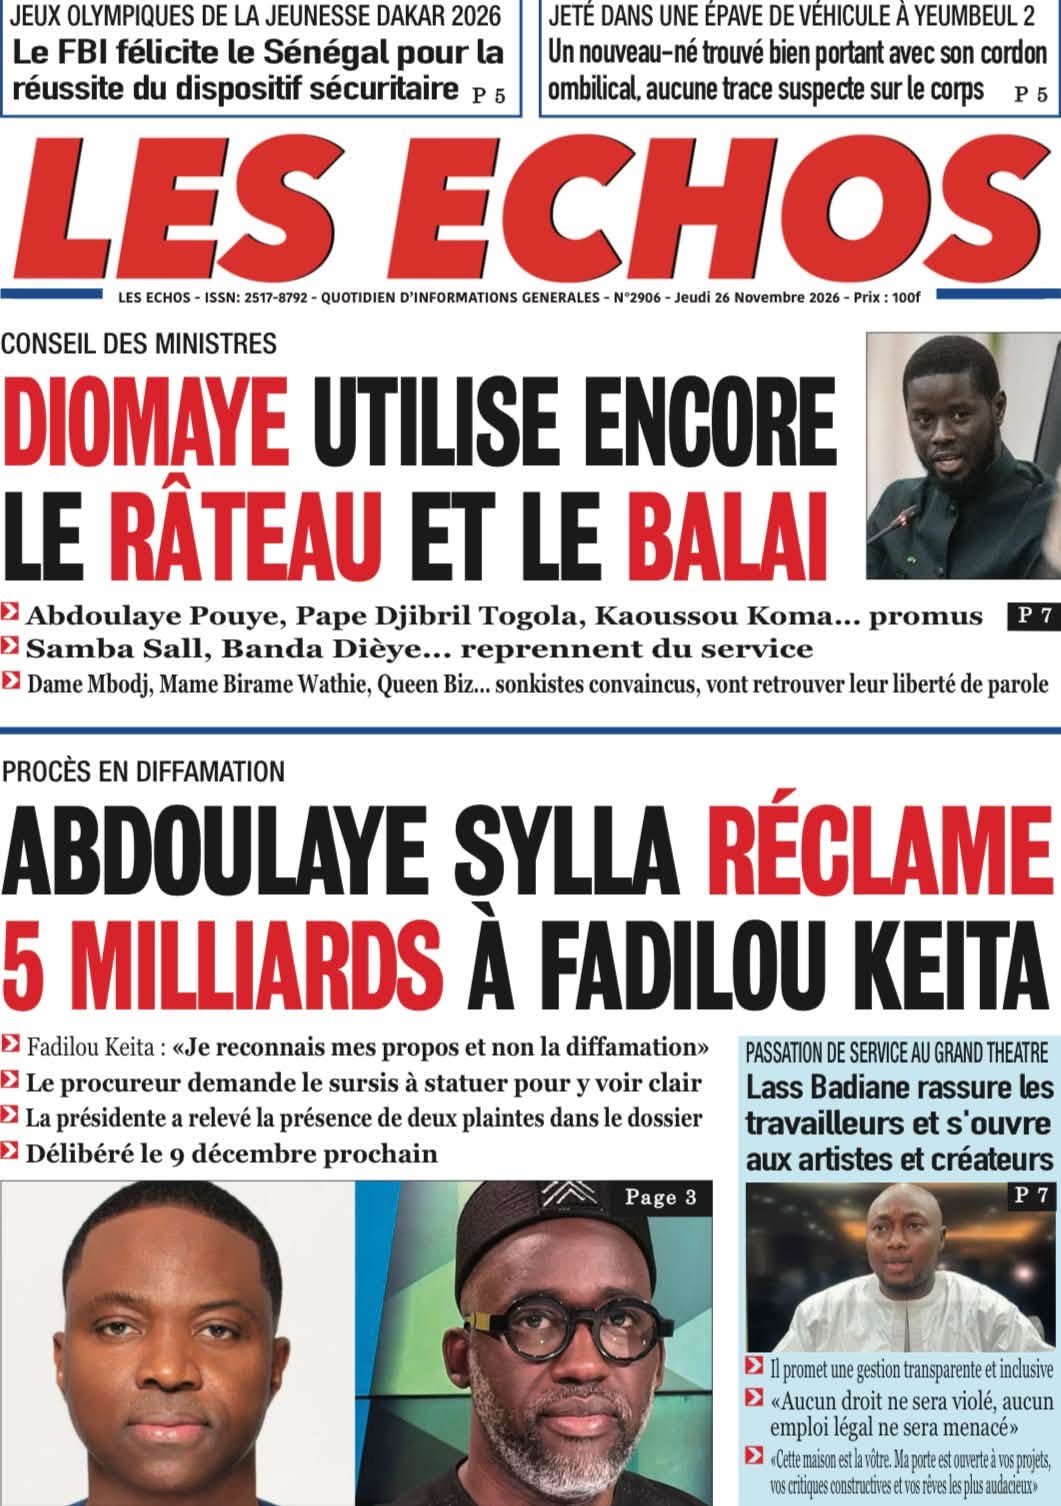 JEUX OLYMPIQUES DE LA JEUNESSE DAKAR 2026
Le FBI félicite le Sénégal pour la
réussite du dispositif sécuritaire P 5
JETÉ DANS UNE ÉPAVE DE VÉHICULE À YEUMBEUL 2
Un nouveau-né trouvé bien portant avec son cordon
ombilical, aucune trace suspecte sur le corps P 5
LES ECHOS
LES ECHOS - ISSN: 2517-8792 - QUOTIDIEN D'INFORMATIONS GENERALES - N°2906 - Jeudi 26 Novembre 2026 - Prix : 100f
CONSEIL DES MINISTRES
DIOMAYE UTILISE ENCORE
LE RÂTEAU ET LE BALAI
Abdoulaye Pouye, Pape Djibril Togola, Kaoussou Koma... promus P 7
Samba Sall, Banda Dièye... reprennent du service
Dame Mbodj, Mame Birame Wathie, Queen Biz... sonkistes convaincus, vont retrouver leur liberté de parole
PROCÈS EN DIFFAMATION
ABDOULAYE SYLLA RÉCLAME
5 MILLIARDS À FADILOU KEITA
Fadilou Keita : «Je reconnais mes propos et non la diffamation»
Le procureur demande le sursis à statuer pour y voir clair
La présidente a relevé la présence de deux plaintes dans le dossier
Délibéré le 9 décembre prochain
Page 3
PASSATION DE SERVICE AU GRAND THEATRE
Lass Badiane rassure les
travailleurs et s'ouvre
aux artistes et créateurs
P 7
Il promet une gestion transparente et inclusive
«Aucun droit ne sera violé, aucun
emploi légal ne sera menacé»
«Cette maison est la vôtre. Ma porte est ouverte à vos projets,
vos critiques constructives et vos rêves les plus audacieux»